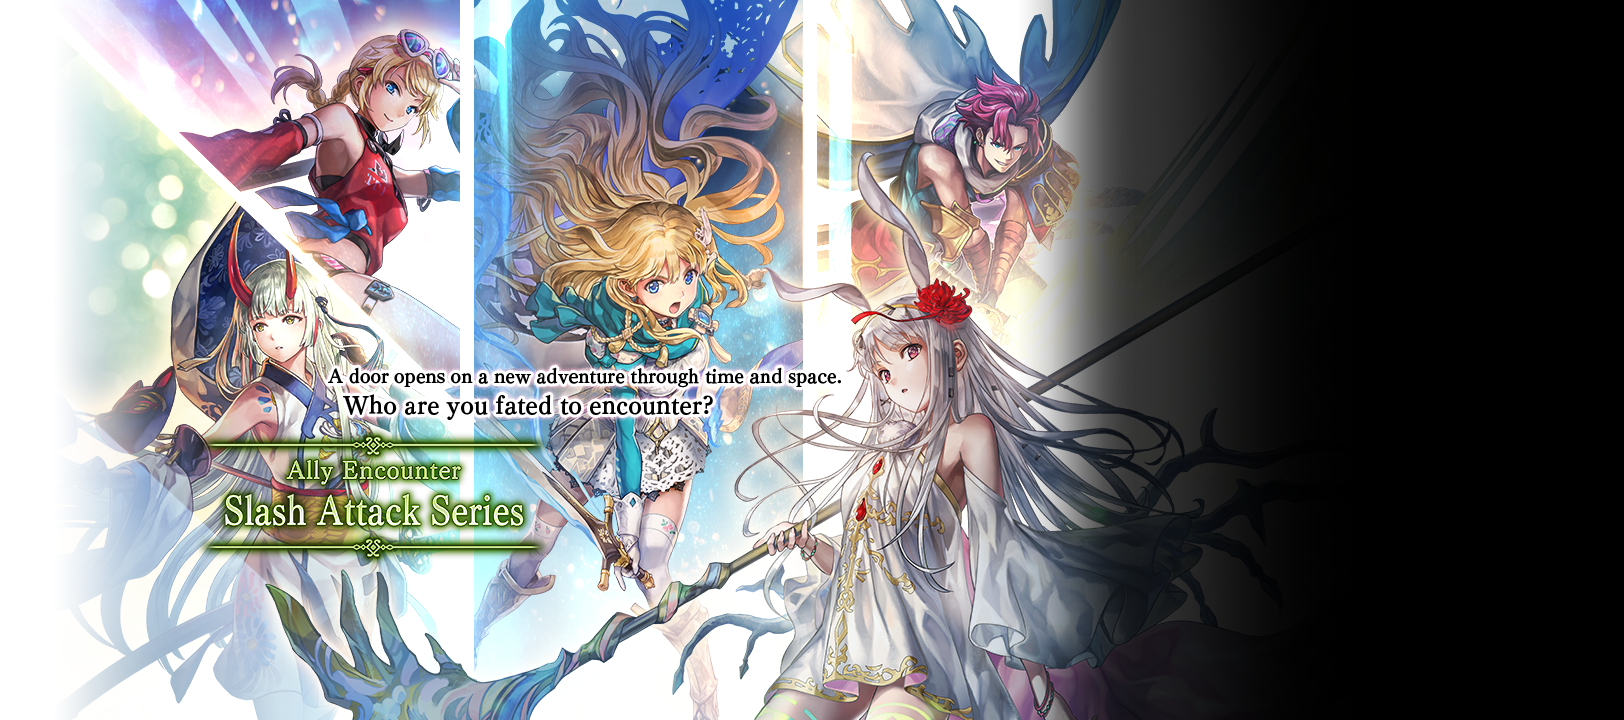 A door opens on a new adventure through time and space.
Who are you fated to encounter?
Ally Encounter
Slash Attack Series